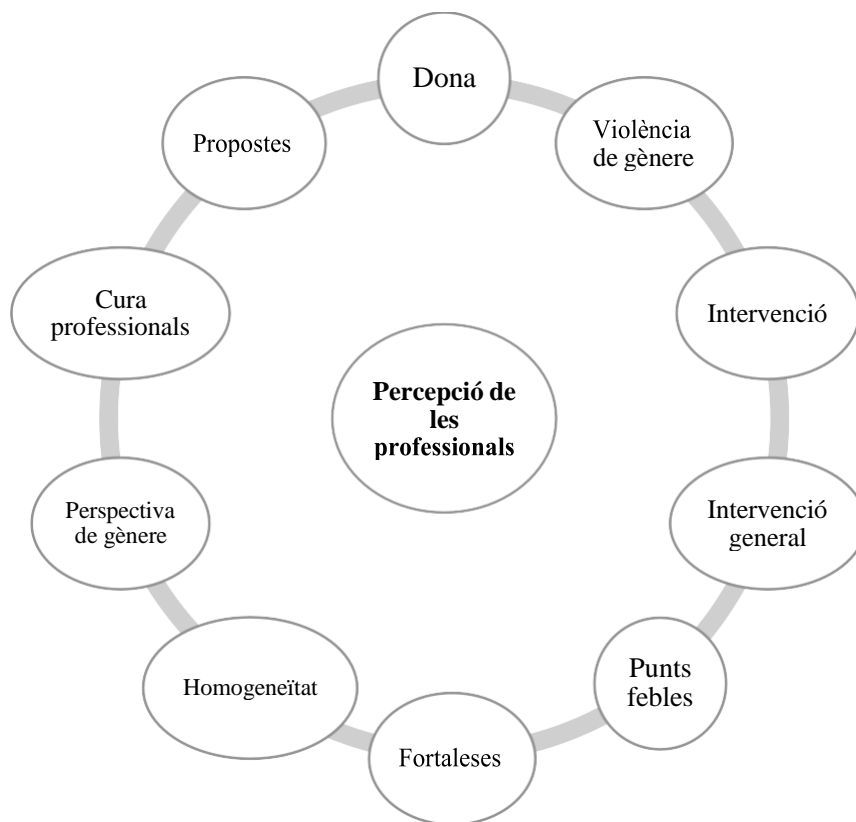 Dona
Violència
de gènere
Intervenció
Intervenció
general
Punts
febles
Fortaleses
Homogeneïtat
Perspectiva
de gènere
Cura
professionals
Propostes
Percepció de
les
professionals